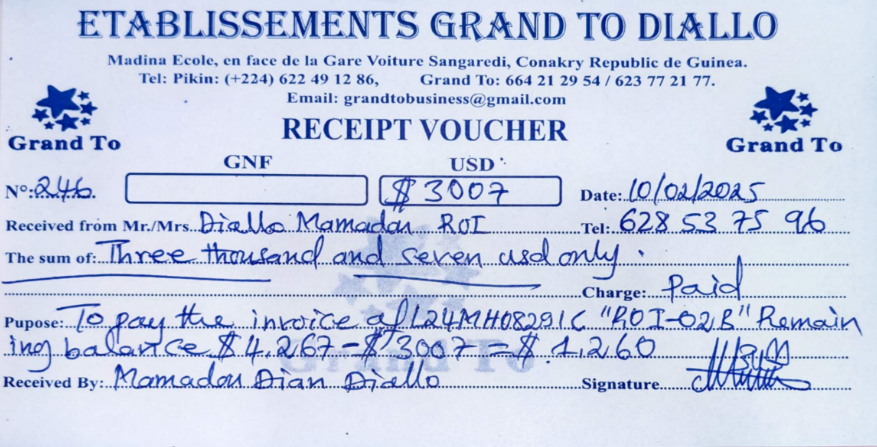 ETABLISSEMENTS GRAND TO DIALLO
Madina Ecole, en face de la Gare Voiture Sangaredi, Conakry Republic de Guinea.
Tel: Pikin: (+224) 622 49 12 86, Grand To: 664 21 29 54 / 623 77 21 77.
Email: grandtobusiness@gmail.com
Grand To RECEIPT VOUCHER Grand To
GNF USD
N°: 246. $ 3007 Date: 10/02/2025
Received from Mr./Mrs. Diallo Mamadou ROI Tel: 628 53 75 96
The sum of: Three thousand and seven usd only.
Charge: Paid
Pupose: To pay the invoice of L24MH08291C "ROI-02B" Remain
ing balance $ 4,267 - $ 3007 = $ 1,260
Received By: Mamadou Dian Diallo Signature